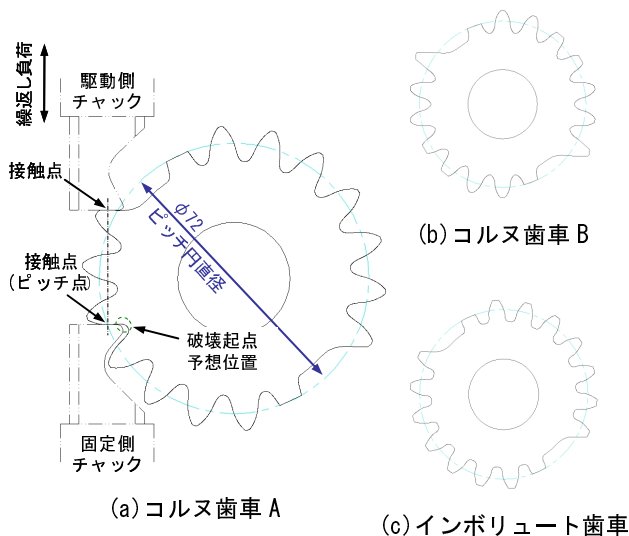 繰返し負荷
駆動側
チャック
接触点
接触点
(ピッチ点)
φ72
ピッチ円直径
破壊起点
予想位置
固定側
チャック
(a)コルヌ歯車A
(b)コルヌ歯車B
(c)インボリュート歯車